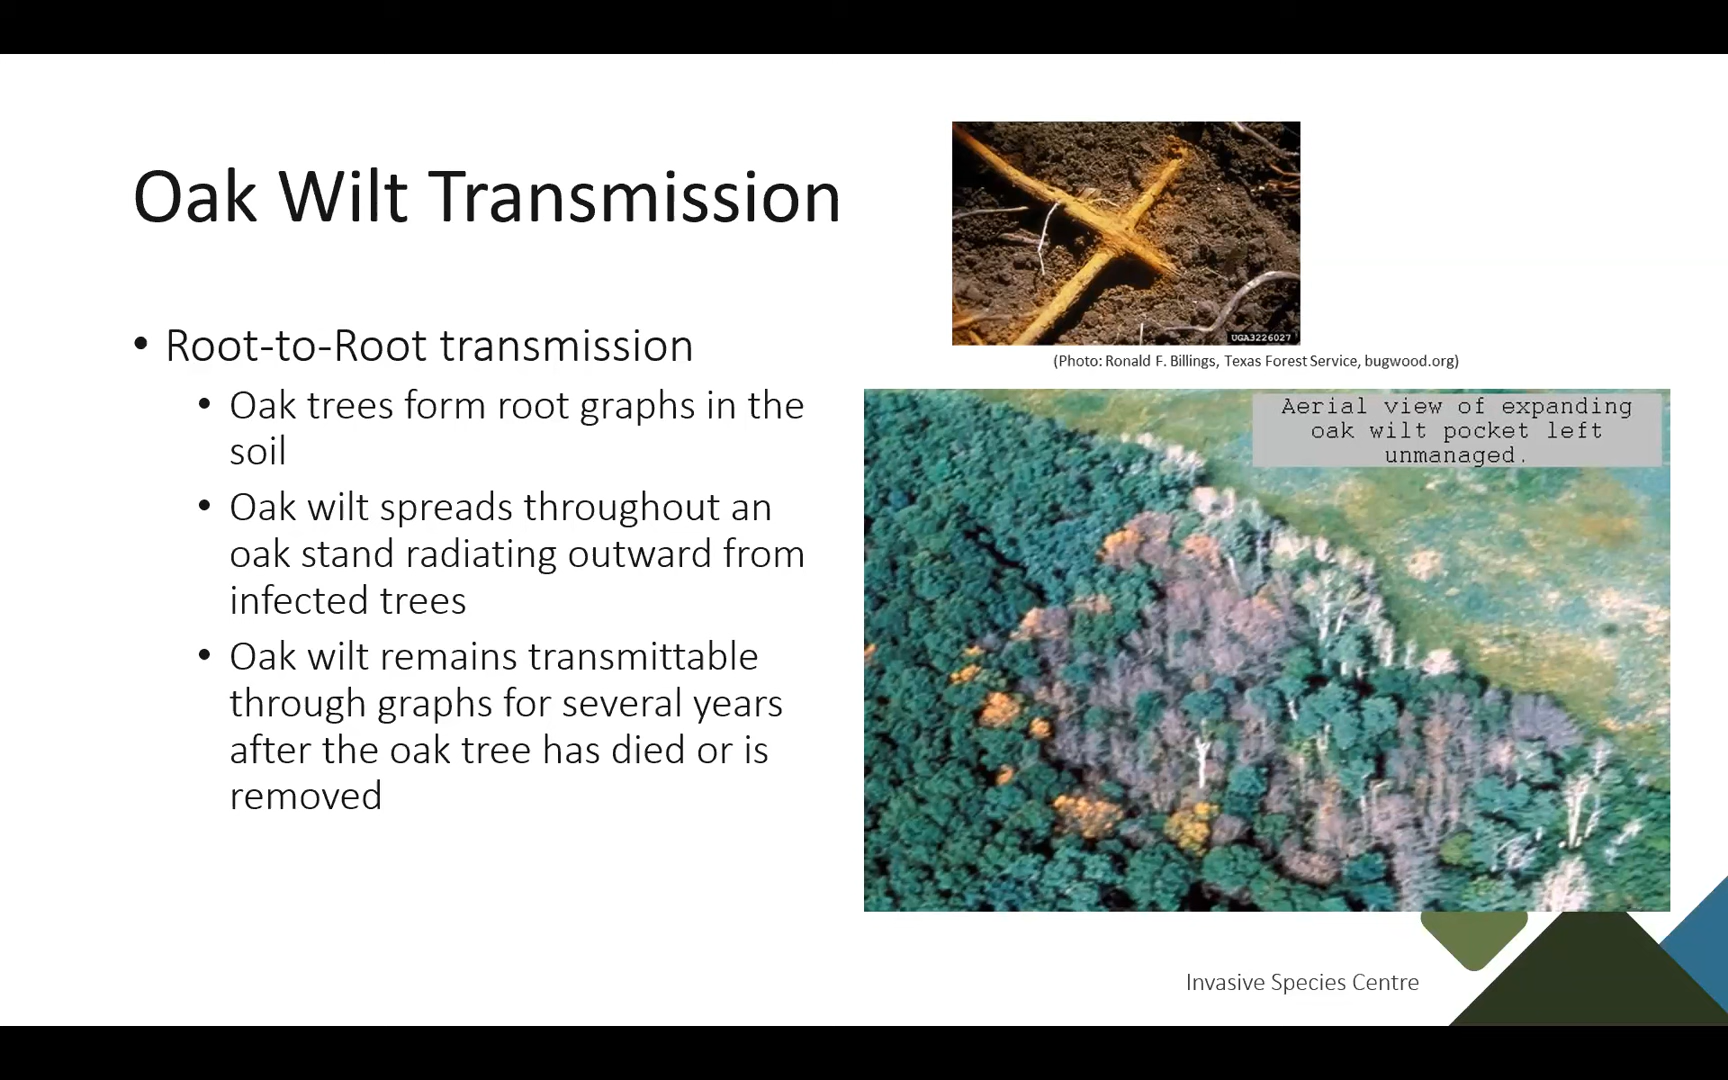 Oak Wilt Transmission
• Root-to-Root transmission
• Oak trees form root graphs in the
soil
• Oak wilt spreads throughout an
oak stand radiating outward from
infected trees
• Oak wilt remains transmittable
through graphs for several years
after the oak tree has died or is
removed
UGA3226027
(Photo: Ronald F. Billings, Texas Forest Service, bugwood.org)
Aerial view of expanding
oak wilt pocket left
unmanaged.
Invasive Species Centre